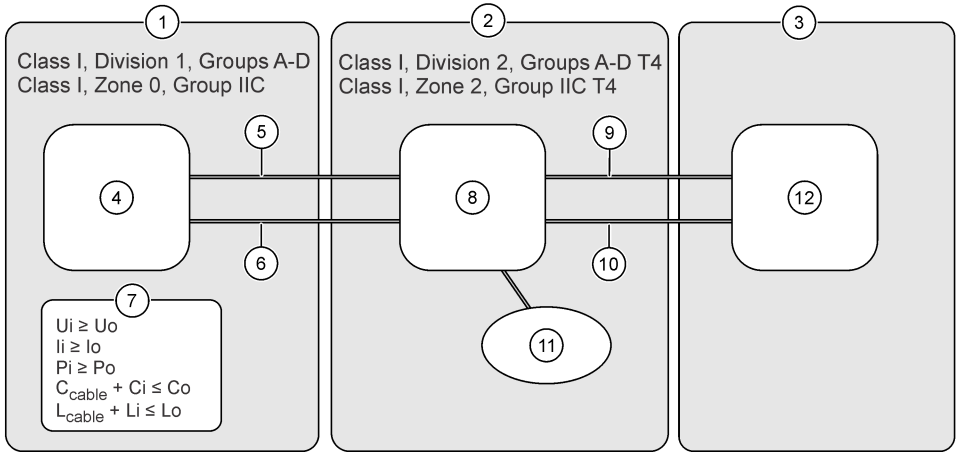 1
2
3
Class I, Division 1, Groups A-D
Class I, Zone 0, Group IIC
Class I, Division 2, Groups A-D T4
Class I, Zone 2, Group IIC T4
5
9
4
8
12
6
10
7
Ui ≥ Uo
Ii ≥ Io
Pi ≥ Po
Ccable + Ci ≤ Co
Lcable + Li ≤ Lo
11